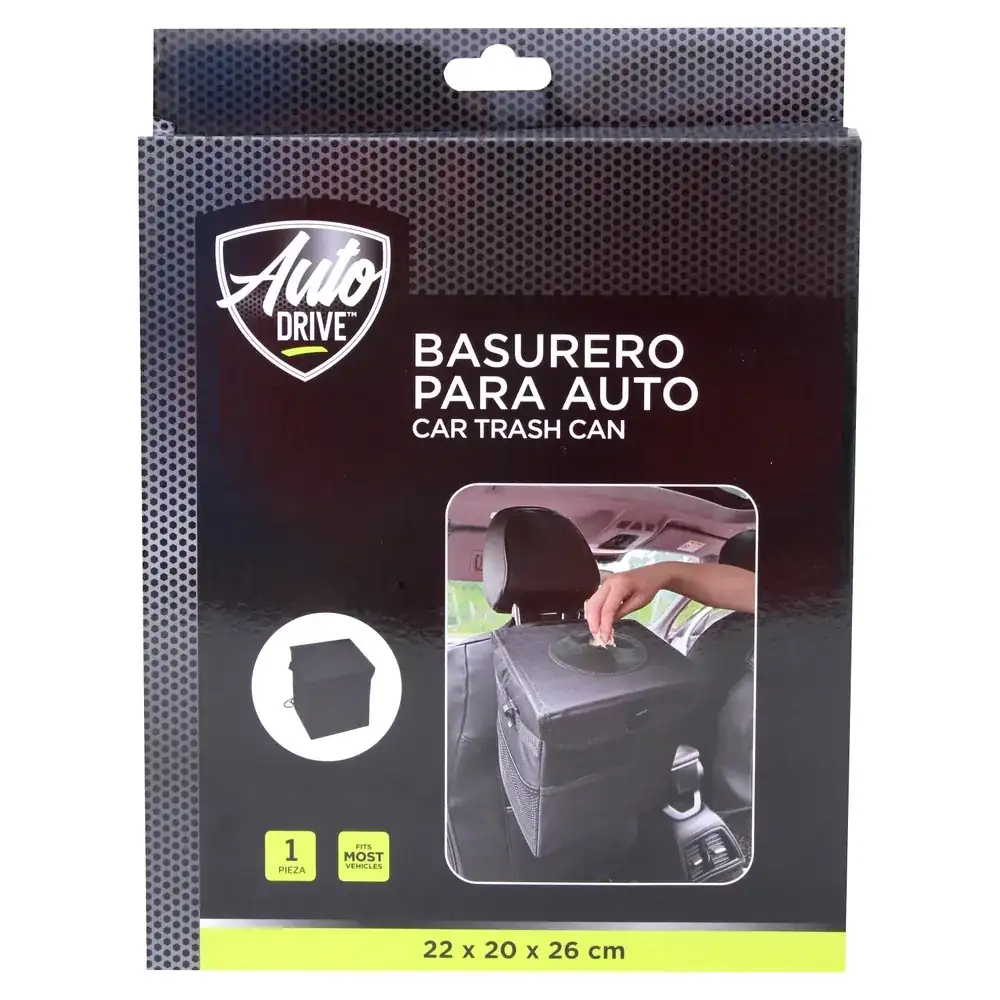 Auto
DRIVE™
BASURERO
PARA AUTO
CAR TRASH CAN
1
PIEZA
FITS
MOST
VEHICLES
22 x 20 x 26 cm